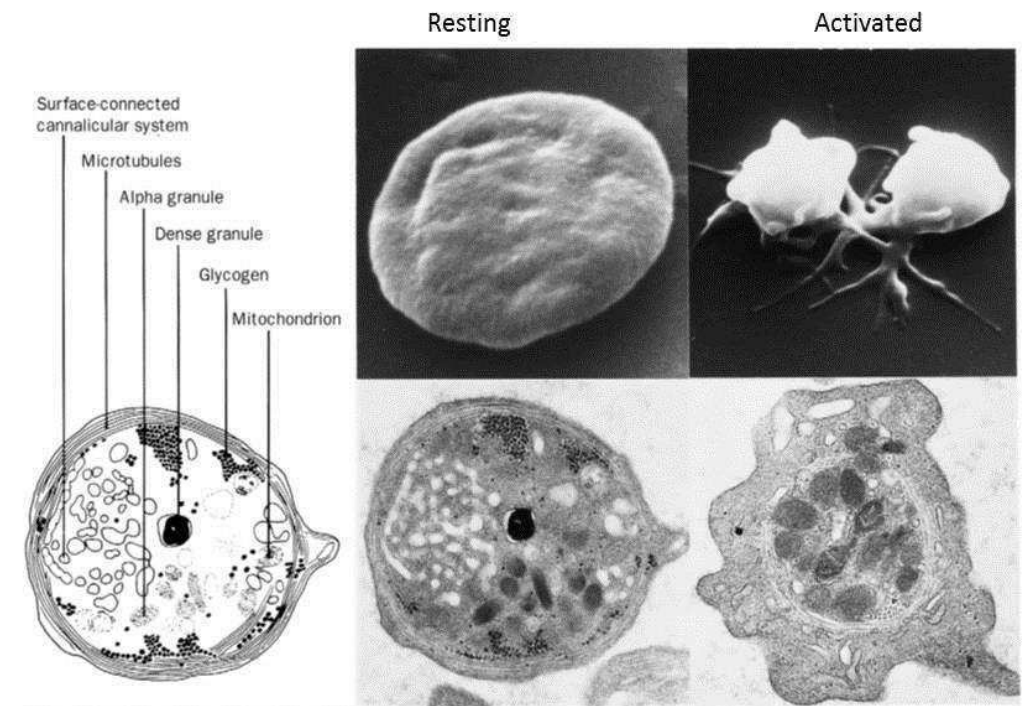 Resting
Activated
Surface-connected
cannalicular system
Microtubules
Alpha granule
Dense granule
Glycogen
Mitochondrion